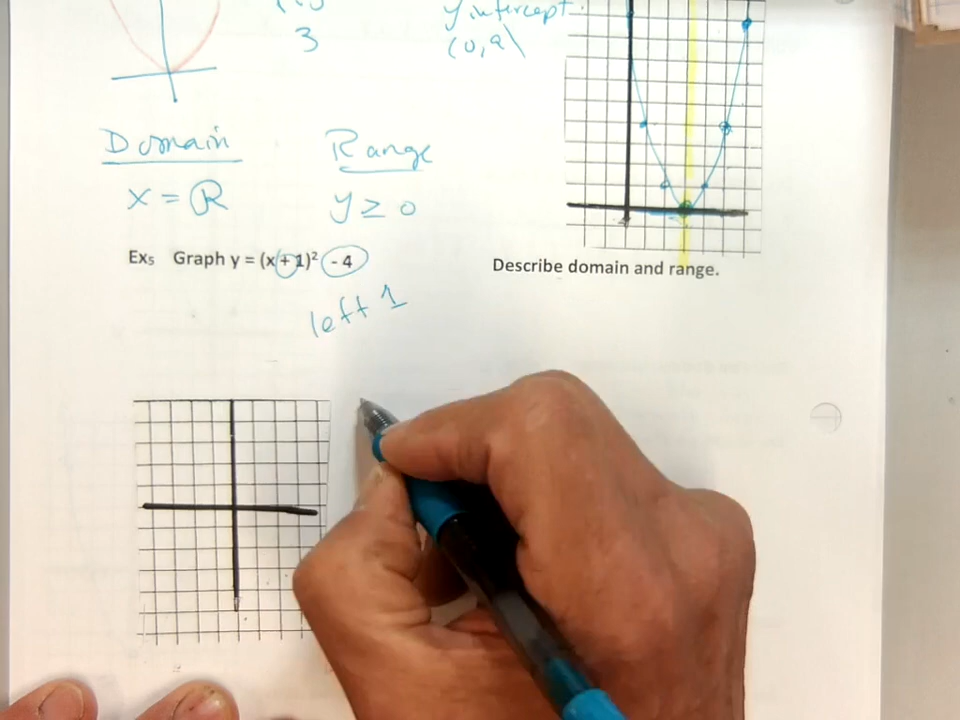 y intercept
3
(0,9)
Domain
Range
x = ℝ
y ≥ 0
Ex5 Graph y = (x + 1)² - 4
Describe domain and range.
left 1